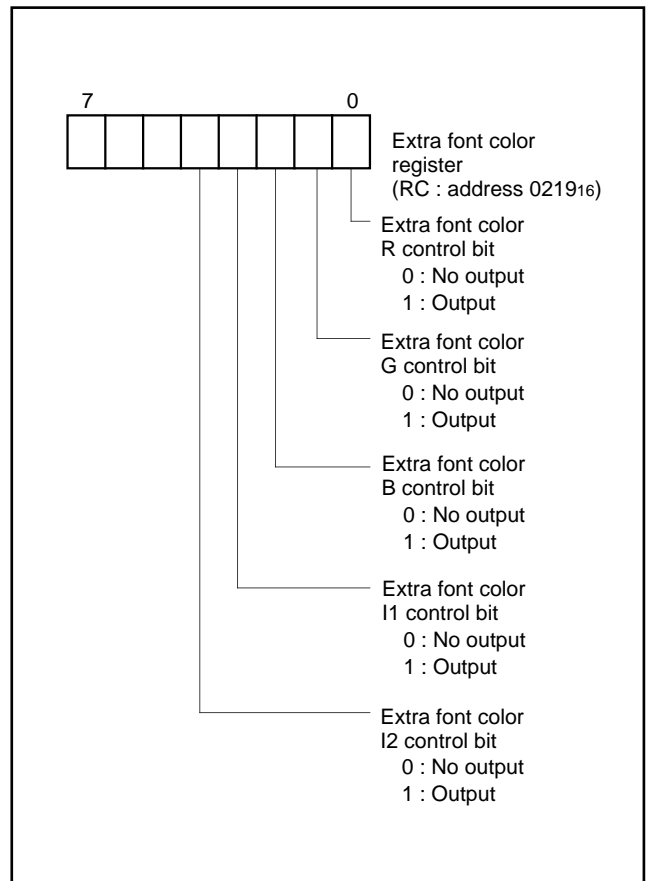 7 0
Extra font color
register
(RC : address 021916)
Extra font color
R control bit
0 : No output
1 : Output
Extra font color
G control bit
0 : No output
1 : Output
Extra font color
B control bit
0 : No output
1 : Output
Extra font color
I1 control bit
0 : No output
1 : Output
Extra font color
I2 control bit
0 : No output
1 : Output